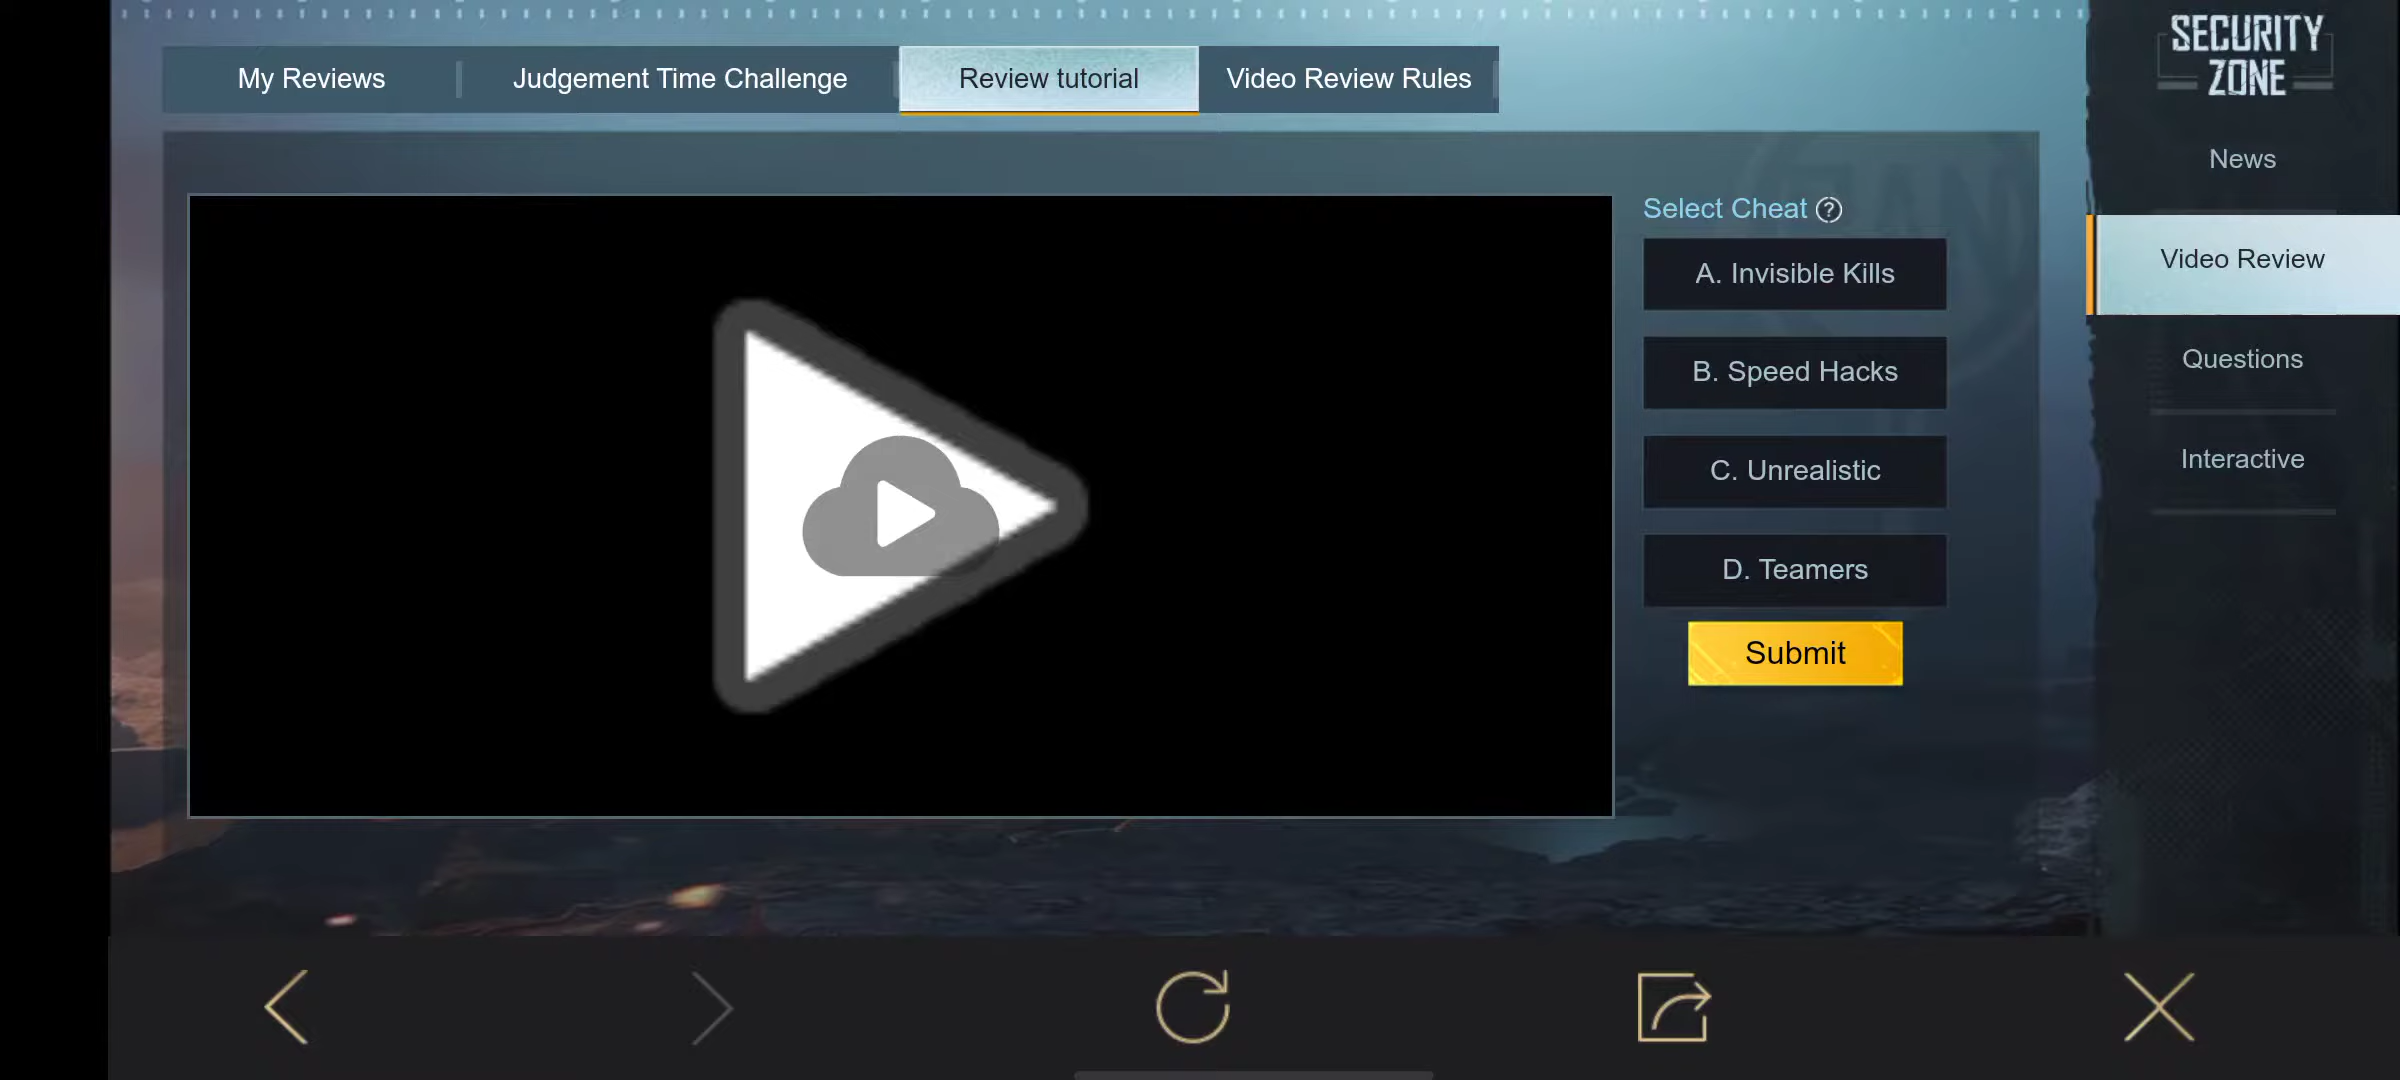 My Reviews
Judgement Time Challenge
Review tutorial
Video Review Rules
SECURITY
ZONE
News
Video Review
Questions
Interactive
Select Cheat ?
A. Invisible Kills
B. Speed Hacks
C. Unrealistic
D. Teamers
Submit